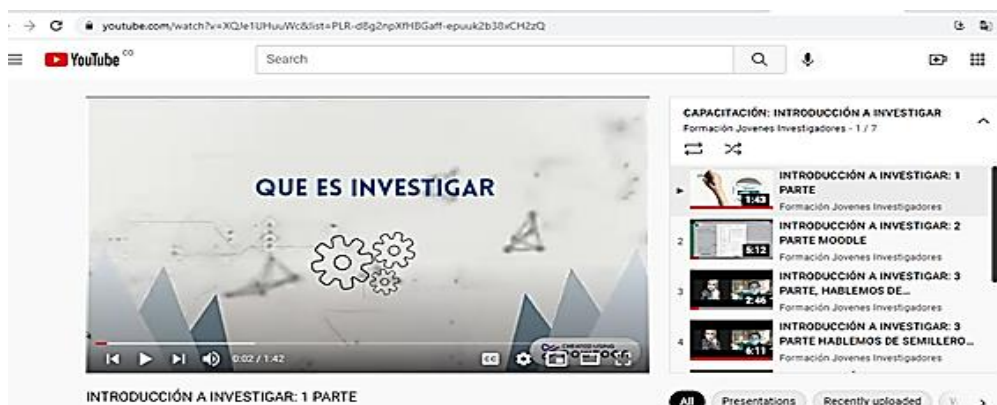 youtube.com/watch?v=XQJe1UHuuWc&list=PLR-d8g2npXfHBGaff-epuuk2b38xCH2zQ
YouTube CO
Search
QUE ES INVESTIGAR
0:02 / 1:42
CREATED USING
INTRODUCCIÓN A INVESTIGAR: 1 PARTE
CAPACITACIÓN: INTRODUCCIÓN A INVESTIGAR
Formación Jovenes Investigadores - 1 / 7
1:43
INTRODUCCIÓN A INVESTIGAR: 1
PARTE
Formación Jovenes Investigadores
2
5:12
INTRODUCCIÓN A INVESTIGAR: 2
PARTE MOODLE
Formación Jovenes Investigadores
3
2:46
INTRODUCCIÓN A INVESTIGAR: 3
PARTE, HABLEMOS DE...
Formación Jovenes Investigadores
4
6:11
INTRODUCCIÓN A INVESTIGAR: 3
PARTE HABLEMOS DE SEMILLERO...
Formación Jovenes Investigadores
All Presentations Recently uploaded